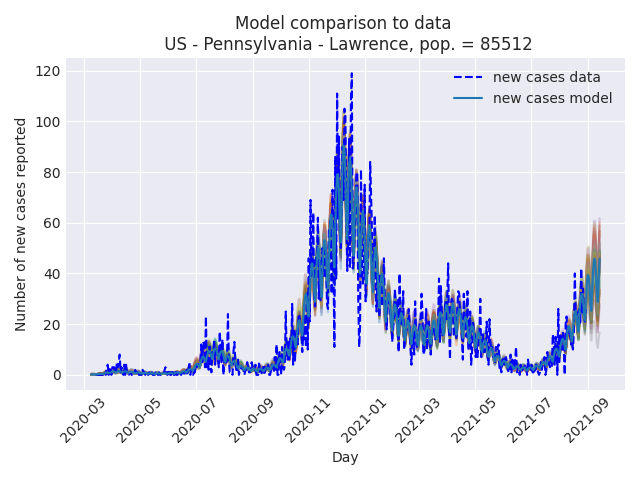 Model comparison to data
US - Pennsylvania - Lawrence, pop. = 85512
new cases data
new cases model
Number of new cases reported
120
100
80
60
40
20
0
2020-03
2020-05
2020-07
2020-09
2020-11
2021-01
2021-03
2021-05
2021-07
2021-09
Day